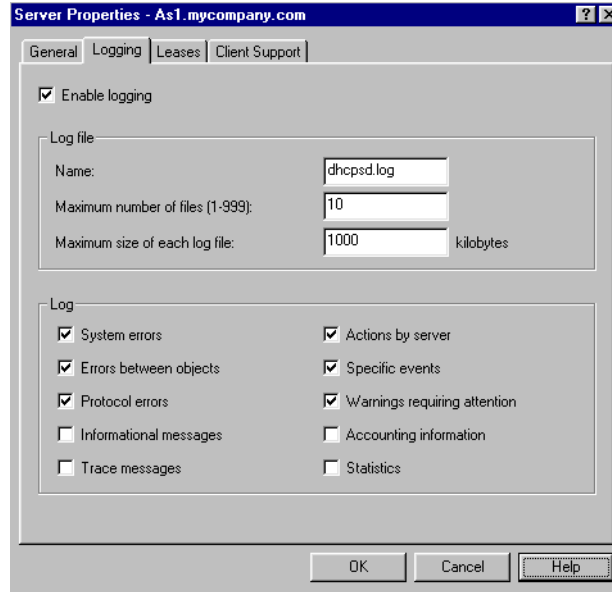 Server Properties - As1.mycompany.com
General Logging Leases Client Support
Enable logging
Log file
Name: dhcpsd.log
Maximum number of files (1-999): 10
Maximum size of each log file: 1000 kilobytes
Log
System errors Actions by server
Errors between objects Specific events
Protocol errors Warnings requiring attention
Informational messages Accounting information
Trace messages Statistics
OK Cancel Help